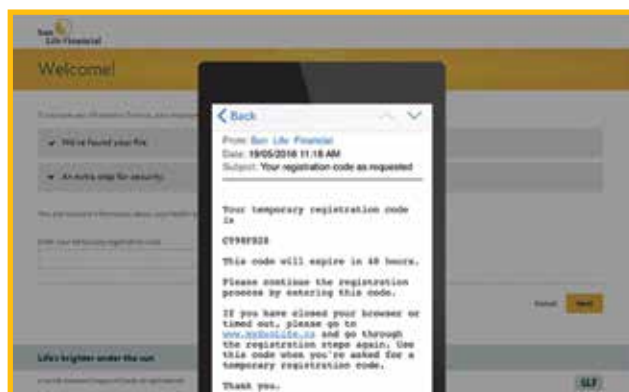 Sun
Life Financial
Welcome!
We've found your file.
An extra step for security.
Enter your temporary registration code
Cancel
Next
Life's brighter under the sun
Back
From: Sun Life Financial
Date: 19/05/2016 11:18 AM
Subject: Your registration code as requested
Your temporary registration code
is
This code will expire in 48 hours.
Please continue the registration
process by entering this code.
If you have closed your browser or
timed out, please go to
www.mysunlife.ca and go through
the registration steps again. Use
this code when you're asked for a
temporary registration code.
Thank you.